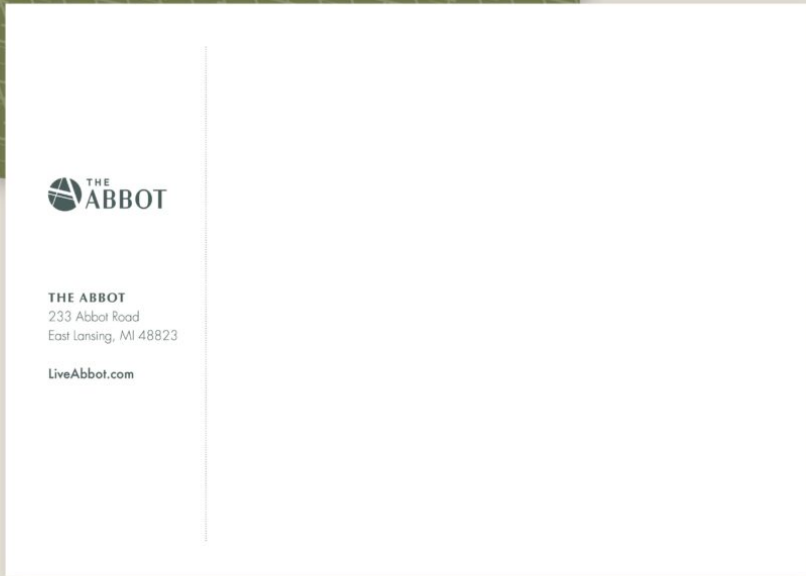 THE
ABBOT
THE ABBOT
233 Abbot Road
East Lansing, MI 48823
LiveAbbot.com